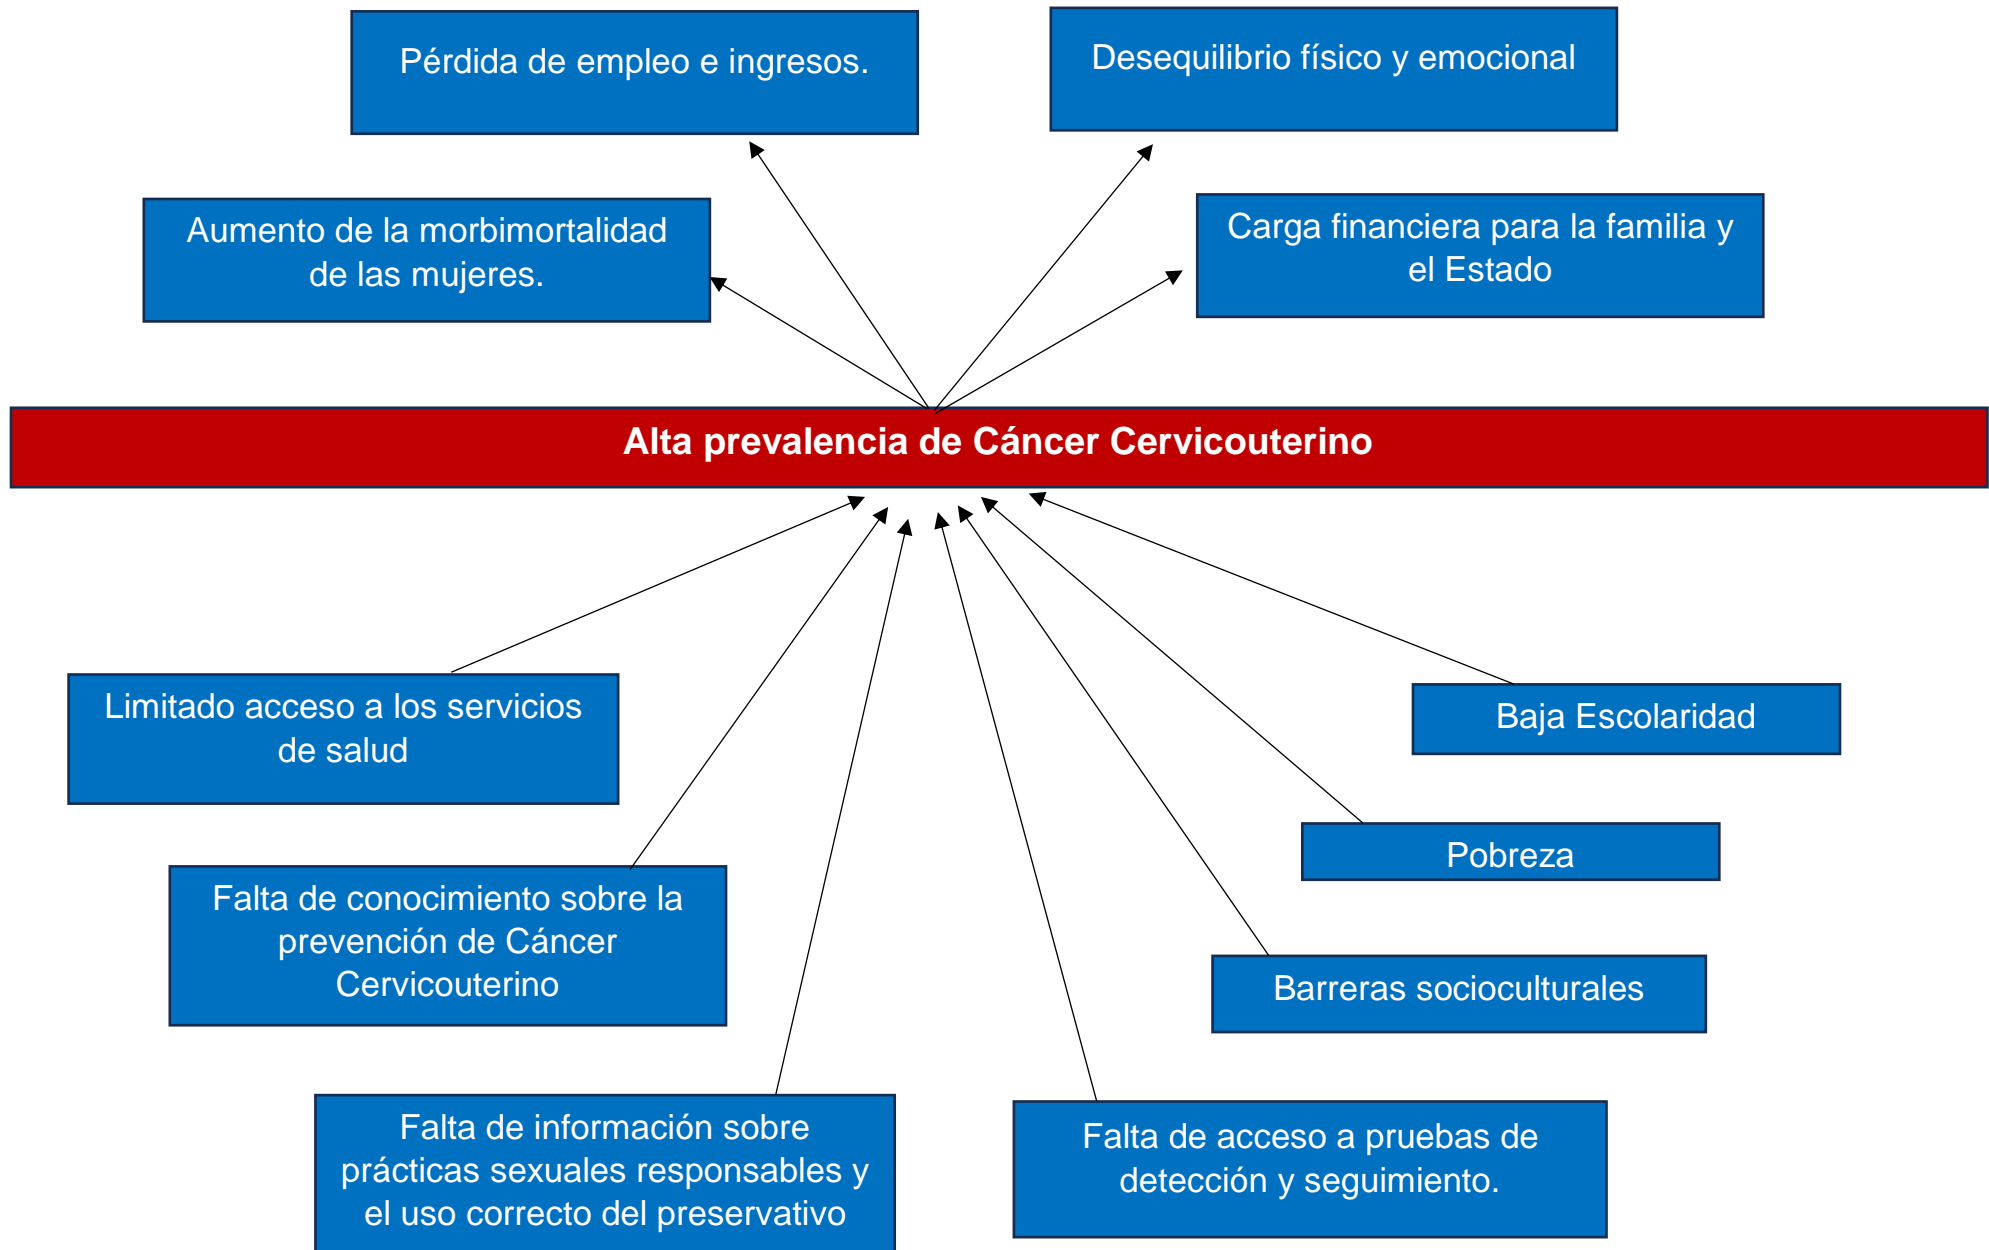 Pérdida de empleo e ingresos.
Desequilibrio físico y emocional
Aumento de la morbimortalidad
de las mujeres.
Carga financiera para la familia y
el Estado
Alta prevalencia de Cáncer Cervicouterino
Limitado acceso a los servicios
de salud
Baja Escolaridad
Pobreza
Falta de conocimiento sobre la
prevención de Cáncer
Cervicouterino
Barreras socioculturales
Falta de información sobre
prácticas sexuales responsables y
el uso correcto del preservativo
Falta de acceso a pruebas de
detección y seguimiento.